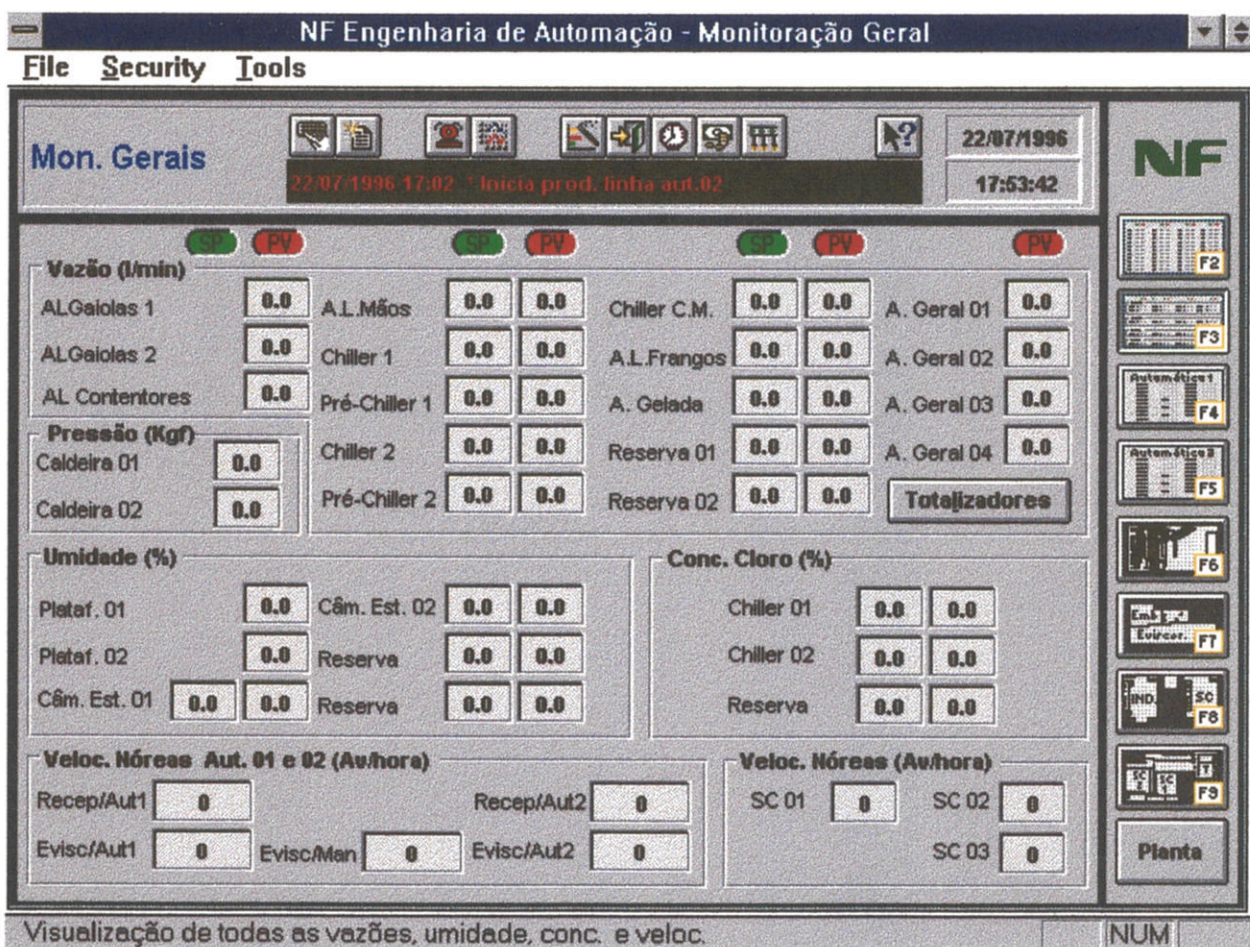 NF Engenharia de Automação - Monitoração Geral
File Security Tools
Mon. Gerais
22/07/1996 17:02 * Inicia prod. linha aut.02
22/07/1996
17:53:42
NF
SP PV SP PV SP PV PV
Vazão (l/min)
ALGaiolas 1 0.0 A.L.Mãos 0.0 0.0 Chiller C.M. 0.0 0.0 A. Geral 01 0.0
ALGaiolas 2 0.0 Chiller 1 0.0 0.0 A.L.Frangos 0.0 0.0 A. Geral 02 0.0
AL Contentores 0.0 Pré-Chiller 1 0.0 0.0 A. Gelada 0.0 0.0 A. Geral 03 0.0
Pressão (Kgf)
Caldeira 01 0.0 Chiller 2 0.0 0.0 Reserva 01 0.0 0.0 A. Geral 04 0.0
Caldeira 02 0.0 Pré-Chiller 2 0.0 0.0 Reserva 02 0.0 0.0 Totalizadores
Umidade (%)
Plataf. 01 0.0 Câm. Est. 02 0.0 0.0
Plataf. 02 0.0 Reserva 0.0 0.0
Câm. Est. 01 0.0 0.0 Reserva 0.0 0.0
Conc. Cloro (%)
Chiller 01 0.0 0.0
Chiller 02 0.0 0.0
Reserva 0.0 0.0
Veloc. Nóreas Aut. 01 e 02 (Av/hora)
Recep/Aut1 0 Recep/Aut2 0
Evisc/Aut1 0 Evisc/Man 0 Evisc/Aut2 0
Veloc. Nóreas (Av/hora)
SC 01 0 SC 02 0
SC 03 0
F2
F3
Automática 1
F4
F5
F6
F7
IND. SC
F8
F9
Planta
Visualização de todas as vazões, umidade, conc. e veloc.
NUM